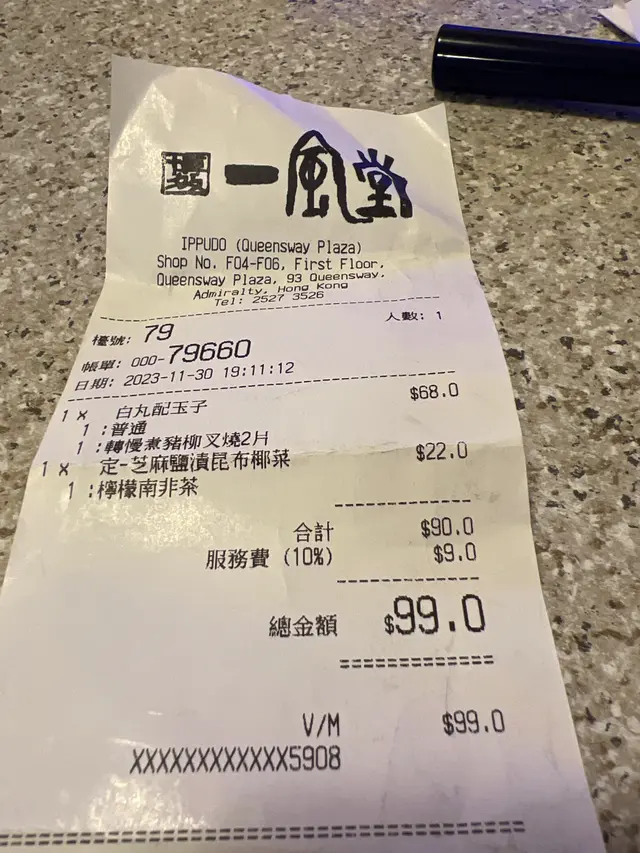 一風堂
IPPUDO (Queensway Plaza)
Shop No. F04-F06, First Floor,
Queensway Plaza, 93 Queensway,
Admiralty, Hong Kong
Tel: 2527 3526
檯號: 79 人數: 1
帳單: 000-79660
日期: 2023-11-30 19:11:12
1 x 白丸配玉子 $68.0
1 :普通
1 :轉慢煮豬柳叉燒2片
1 x 定-芝麻鹽漬昆布椰菜 $22.0
1 :檸檬南非茶
合計 $90.0
服務費 (10%) $9.0
總金額 $99.0
V/M $99.0
XXXXXXXXXXXX5908